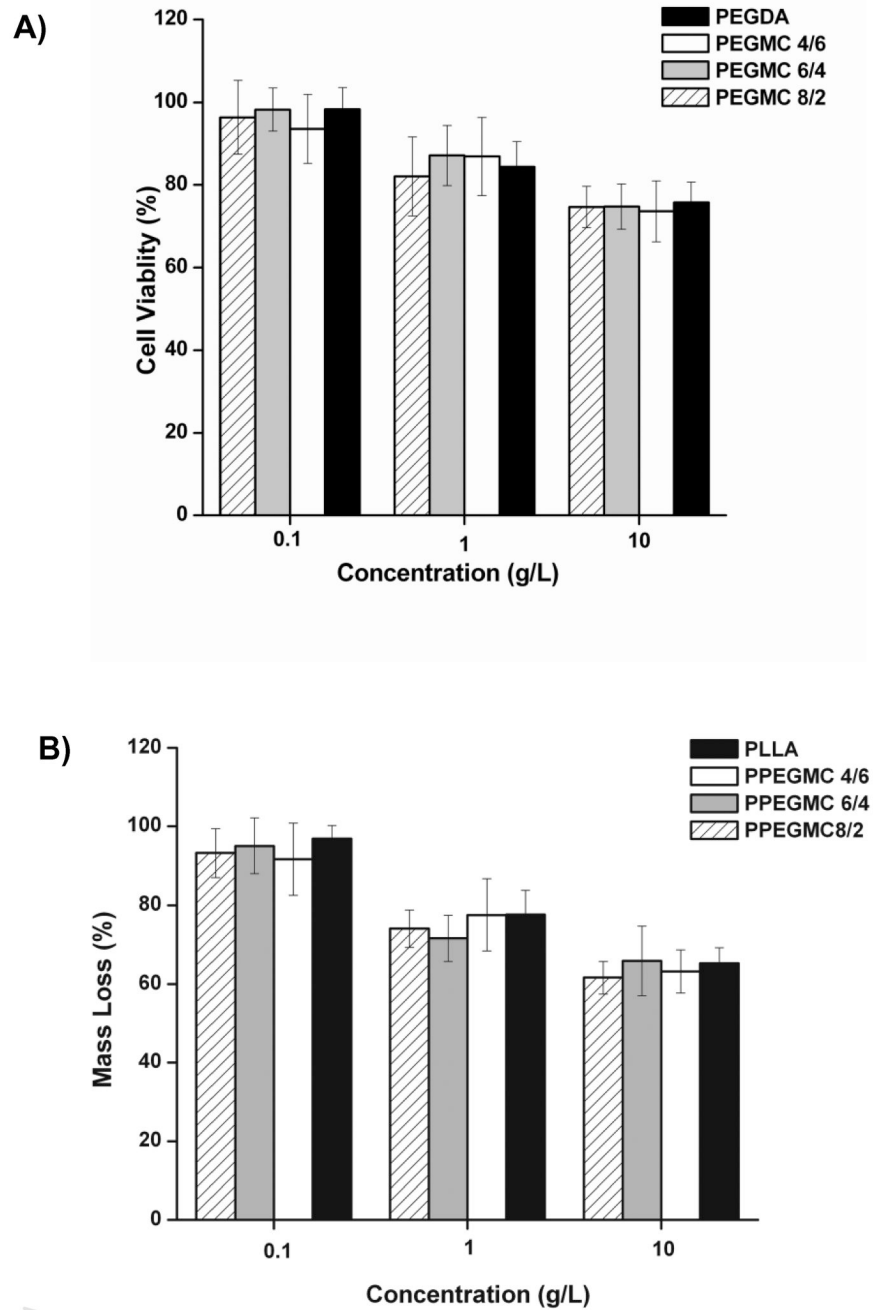 A)
PEGDA
PEGMC 4/6
PEGMC 6/4
PEGMC 8/2
120
100
80
60
40
20
0
Cell Viablity (%)
0.1
1
10
Concentration (g/L)
B)
PLLA
PPEGMC 4/6
PPEGMC 6/4
PPEGMC8/2
120
100
80
60
40
20
0
Mass Loss (%)
0.1
1
10
Concentration (g/L)